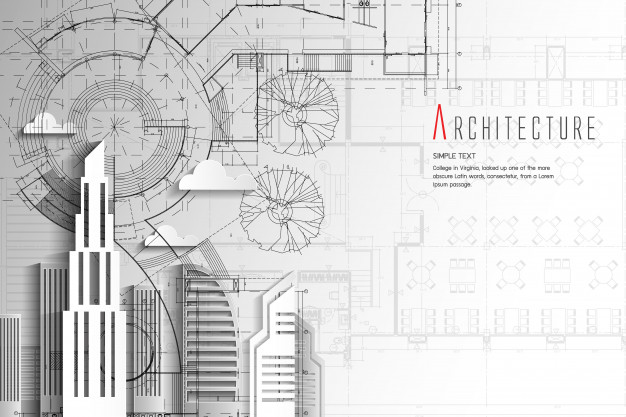 ARCHITECTURE
SIMPLE TEXT
College in Virginia, looked up one of the more
obscure Latin words, consectetur, from a Lorem
Ipsum passage.